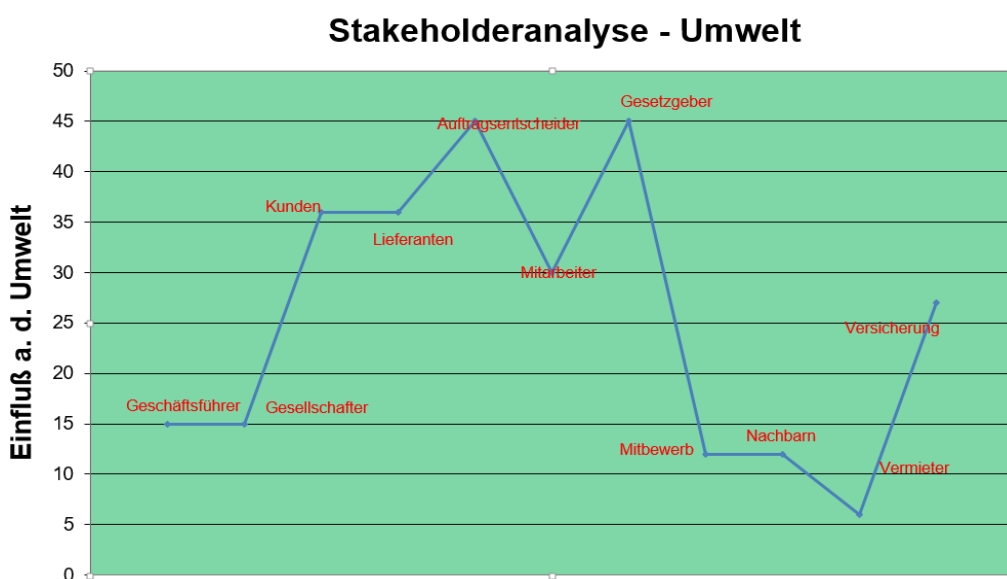 Stakeholderanalyse - Umwelt
Einfluß a. d. Umwelt
50
45
40
35
30
25
20
15
10
5
0
Geschäftsführer
Gesellschafter
Kunden
Lieferanten
Auftragsentscheider
Mitarbeiter
Gesetzgeber
Mitbewerb
Nachbarn
Vermieter
Versicherung